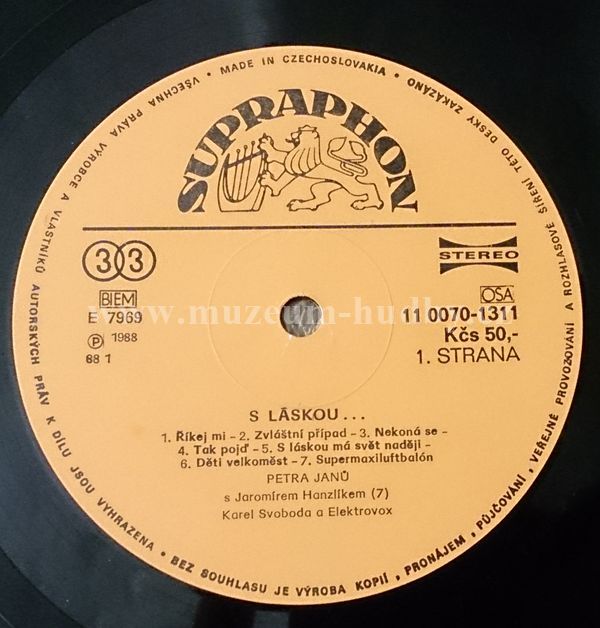 • MADE IN CZECHOSLOVAKIA •
VŠECHNA PRÁVA VÝROBCE A VLASTNÍKŮ AUTORSKÝCH PRÁV K DÍLU JSOU VYHRAZENA • BEZ SOUHLASU JE VÝROBA KOPIÍ, PRONÁJEM, PŮJČOVÁNÍ, VEŘEJNÉ PROVOZOVÁNÍ A ROZHLASOVÉ ŠÍŘENÍ TÉTO DESKY ZAKÁZÁNO
SUPRAPHON
33
STEREO
BIEM
OSA
E 7969
11 0070-1311
Ⓟ 1988
Kčs 50,-
88 1
1. STRANA
S LÁSKOU...
1. Říkej mi – 2. Zvláštní případ – 3. Nekoná se –
4. Tak pojď – 5. S láskou má svět naději –
6. Děti velkoměst – 7. Supermaxiluftbalón
PETRA JANŮ
s Jaromírem Hanzlíkem (7)
Karel Svoboda a Elektrovox